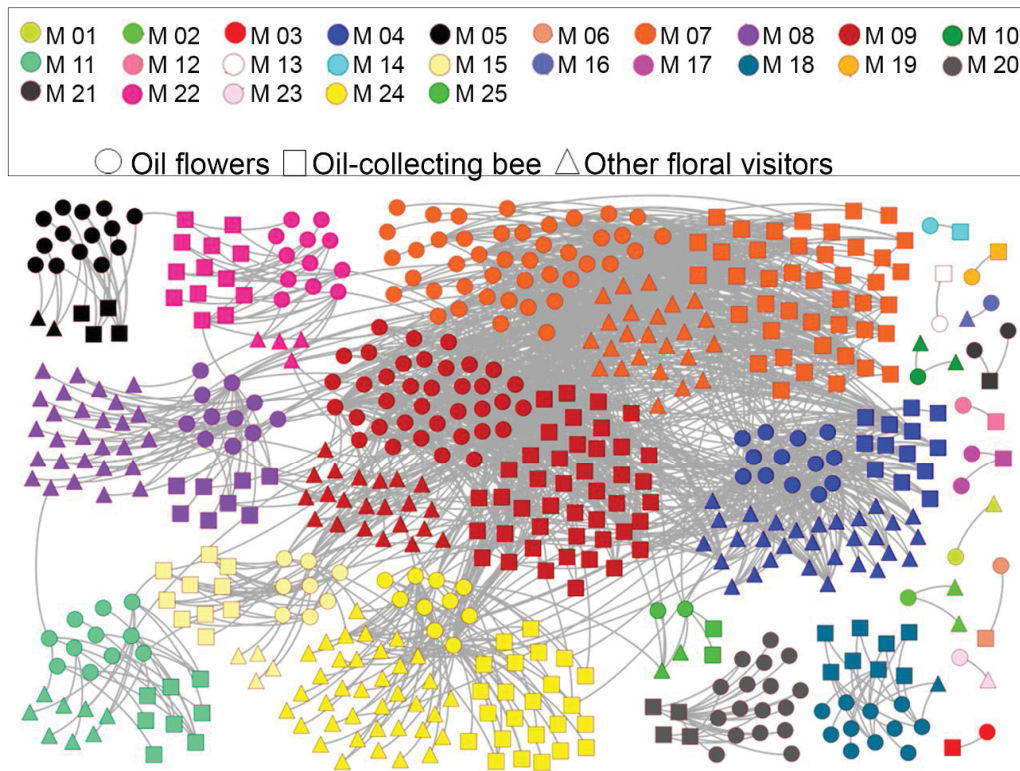 M 01 M 02 M 03 M 04 M 05 M 06 M 07 M 08 M 09 M 10
M 11 M 12 M 13 M 14 M 15 M 16 M 17 M 18 M 19 M 20
M 21 M 22 M 23 M 24 M 25
Oil flowers Oil-collecting bee Other floral visitors